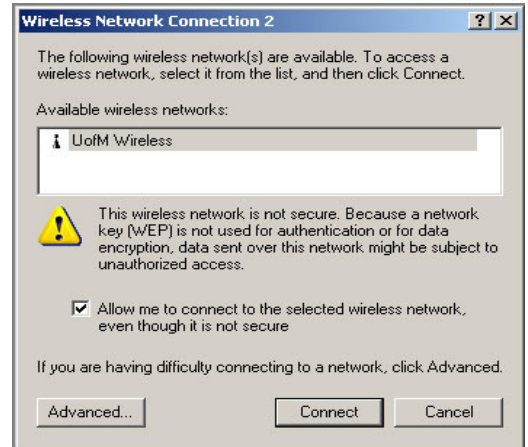 Wireless Network Connection 2
The following wireless network(s) are available. To access a
wireless network, select it from the list, and then click Connect.
Available wireless networks:
UofM Wireless
This wireless network is not secure. Because a network
key (WEP) is not used for authentication or for data
encryption, data sent over this network might be subject to
unauthorized access.
Allow me to connect to the selected wireless network,
even though it is not secure
If you are having difficulty connecting to a network, click Advanced.
Advanced... Connect Cancel